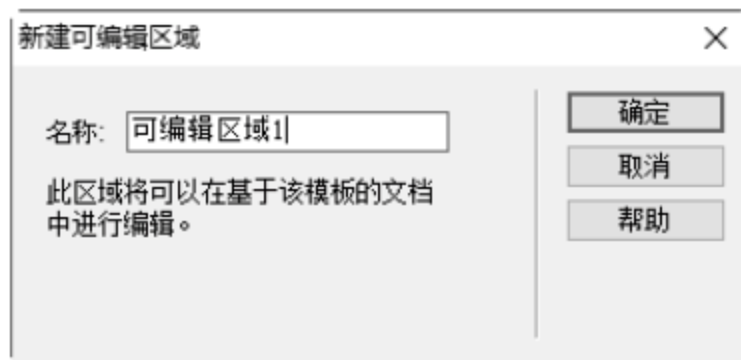 新建可编辑区域
名称: 可编辑区域1
此区域将可以在基于该模板的文档
中进行编辑。
确定
取消
帮助